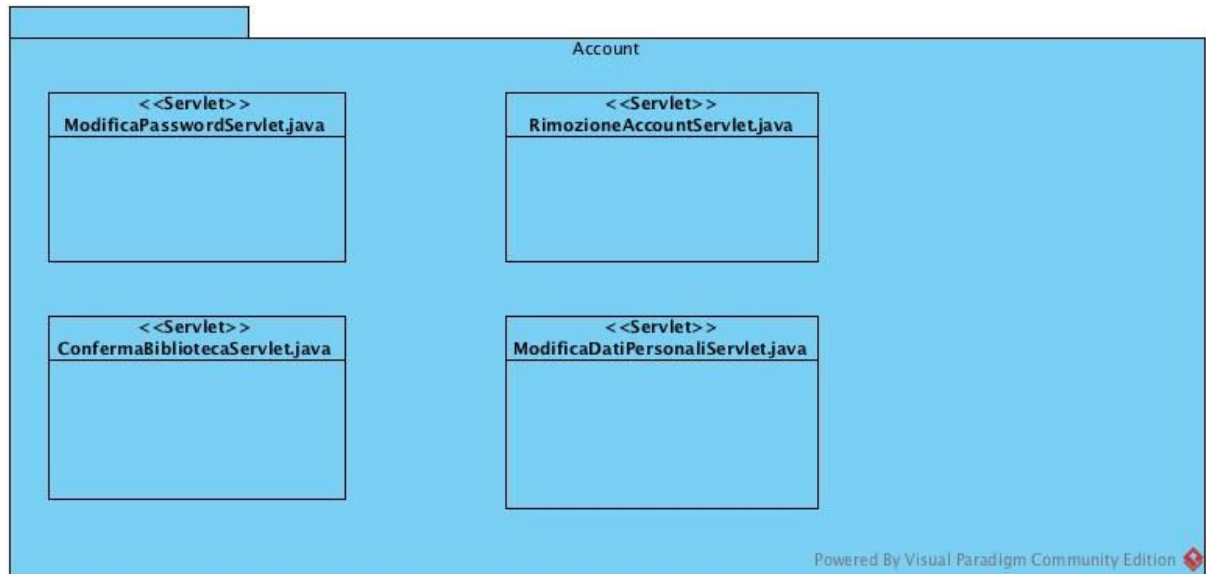 Account
<<Servlet>>
ModificaPasswordServlet.java
<<Servlet>>
RimozioneAccountServlet.java
<<Servlet>>
ConfermaBibliotecaServlet.java
<<Servlet>>
ModificaDatiPersonaliServlet.java
Powered By Visual Paradigm Community Edition